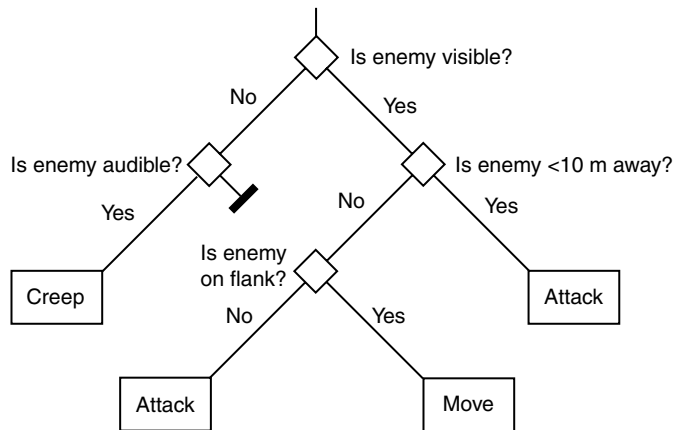 Is enemy visible?
No
Yes
Is enemy audible?
Is enemy <10 m away?
Yes
No
Yes
Is enemy
on flank?
Creep
Attack
No
Yes
Attack
Move